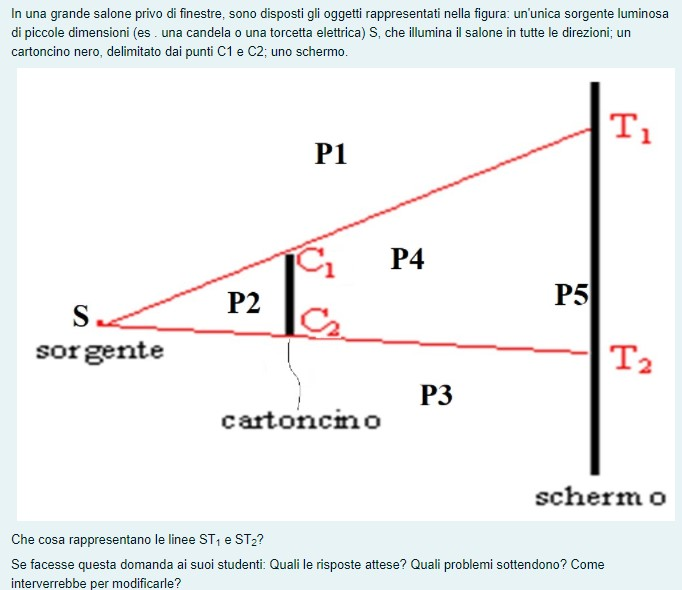 In una grande salone privo di finestre, sono disposti gli oggetti rappresentati nella figura: un'unica sorgente luminosa
di piccole dimensioni (es . una candela o una torcetta elettrica) S, che illumina il salone in tutte le direzioni; un
cartoncino nero, delimitato dai punti C1 e C2; uno schermo.
P1
T1
C1
P4
P2
P5
S
C2
sorgente
T2
P3
cartoncino
schermo
Che cosa rappresentano le linee ST1 e ST2?
Se facesse questa domanda ai suoi studenti: Quali le risposte attese? Quali problemi sottendono? Come
interverrebbe per modificarle?